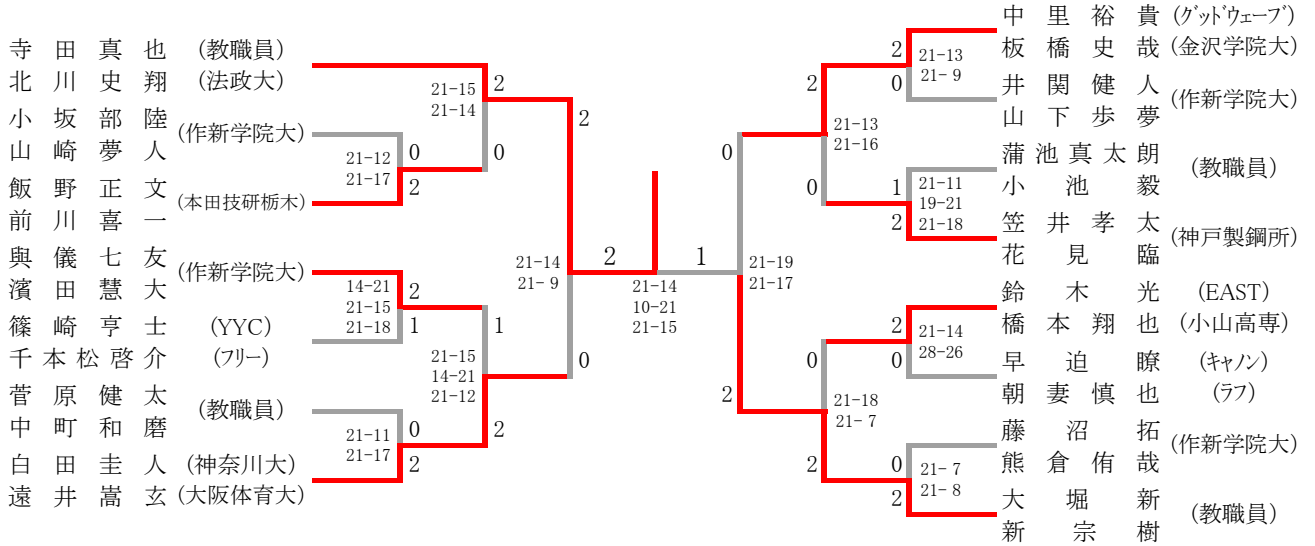 寺田真也 (教職員)
北川史翔 (法政大)
小坂部陸 (作新学院大)
山崎夢人
飯野正文 (本田技研栃木)
前川喜一
與儀七友 (作新学院大)
濱田慧大
篠崎亨士 (YYC)
千本松啓介 (フリー)
菅原健太 (教職員)
中町和磨
白田圭人 (神奈川大)
遠井嵩玄 (大阪体育大)
21-12
21-17
0
2
14-21
21-15
21-18
2
1
21-11
21-17
0
2
21-15
21-14
2
0
21-15
14-21
21-12
1
2
21-14
21- 9
2
0
2
1
21-14
10-21
21-15
0
2
21-19
21-17
2
0
21-13
21-16
0
2
21-18
21- 7
2
0
21-13
21- 9
1
2
21-11
19-21
21-18
2
0
21-14
28-26
0
2
21- 7
21- 8
中里裕貴 (グッドウェーブ)
板橋史哉 (金沢学院大)
井関健人 (作新学院大)
山下歩夢
蒲池真太朗 (教職員)
小池毅
笠井孝太 (神戸製鋼所)
花見臨
鈴木光 (EAST)
橋本翔也 (小山高専)
早迫瞭 (キャノン)
朝妻慎也 (ラフ)
藤沼拓 (作新学院大)
熊倉侑哉
大堀新 (教職員)
新宗樹